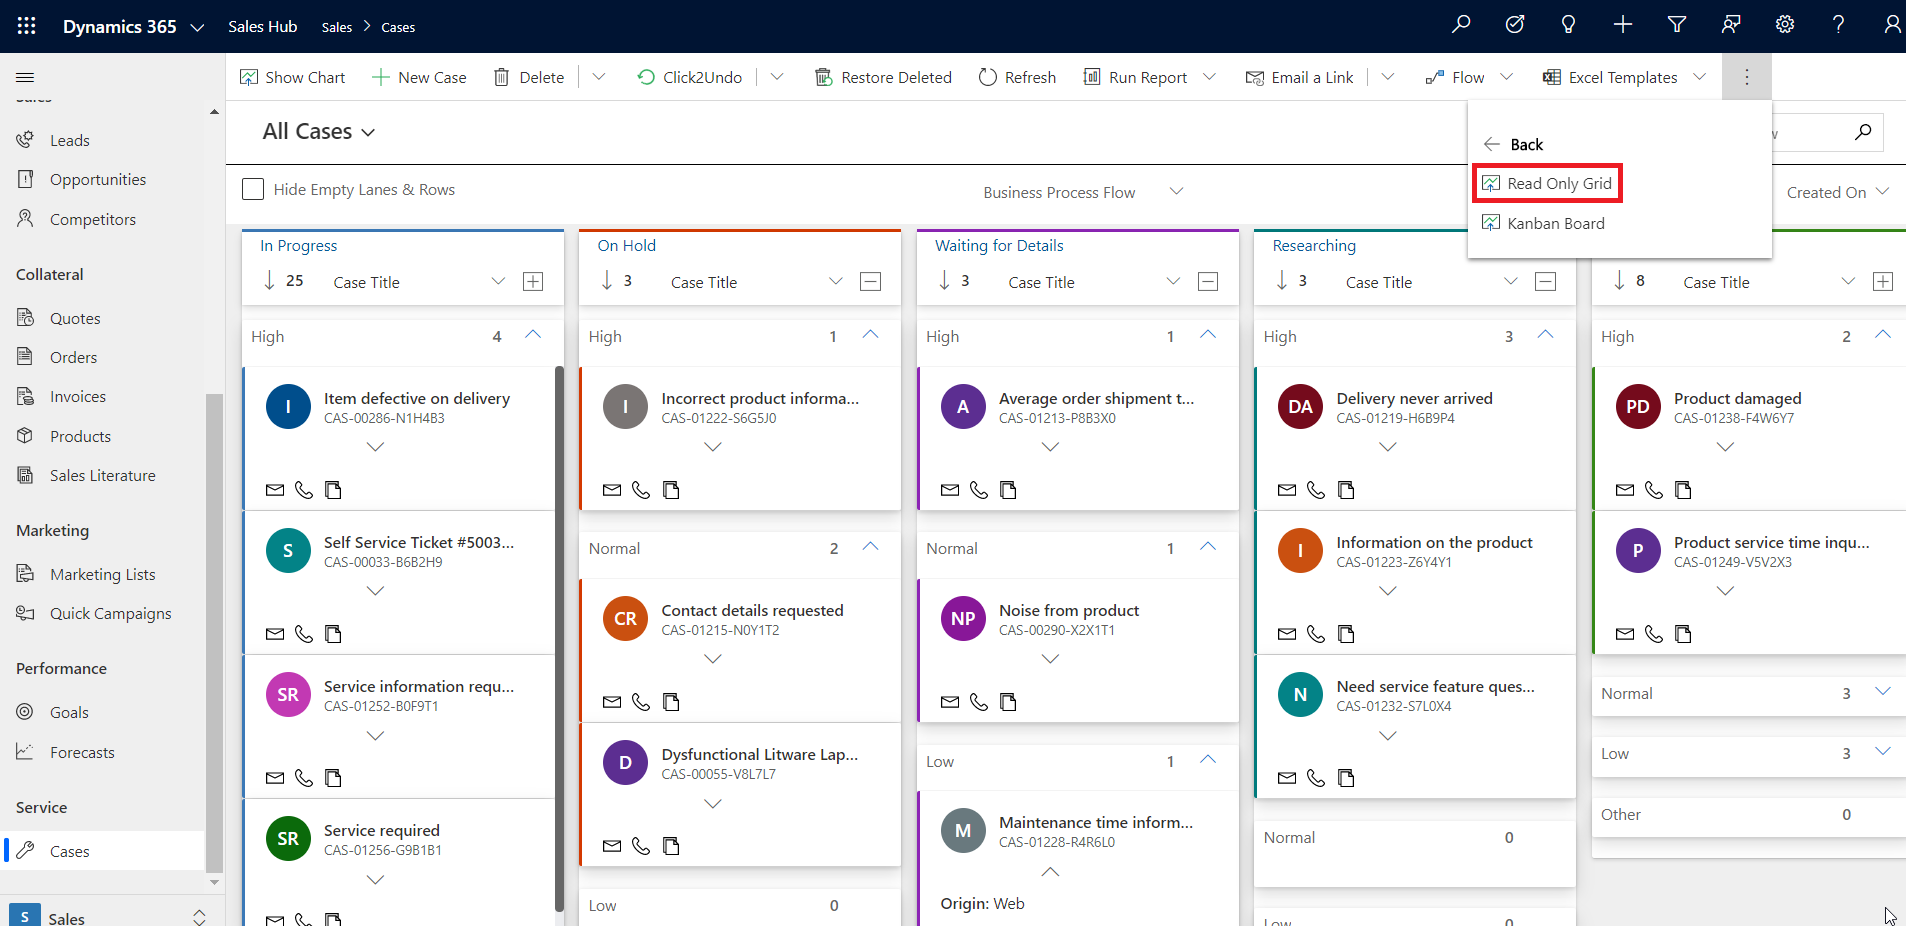 Dynamics 365
Sales Hub
Sales > Cases
Show Chart
New Case
Delete
Click2Undo
Restore Deleted
Refresh
Run Report
Email a Link
Flow
Excel Templates
All Cases
Back
Read Only Grid
Kanban Board
Hide Empty Lanes & Rows
Business Process Flow
Created On
Leads
Opportunities
Competitors
Collateral
Quotes
Orders
Invoices
Products
Sales Literature
Marketing
Marketing Lists
Quick Campaigns
Performance
Goals
Forecasts
Service
Cases
S Sales
In Progress
25 Case Title
High 4
I Item defective on delivery
CAS-00286-N1H4B3
S Self Service Ticket #5003...
CAS-00033-B6B2H9
SR Service information requ...
CAS-01252-B0F9T1
SR Service required
CAS-01256-G9B1B1
On Hold
3 Case Title
High 1
I Incorrect product informa...
CAS-01222-S6G5J0
Normal 2
CR Contact details requested
CAS-01215-N0Y1T2
D Dysfunctional Litware Lap...
CAS-00055-V8L7L7
Low 0
Waiting for Details
3 Case Title
High 1
A Average order shipment t...
CAS-01213-P8B3X0
Normal 1
NP Noise from product
CAS-00290-X2X1T1
Low 1
M Maintenance time inform...
CAS-01228-R4R6L0
Origin: Web
Researching
3 Case Title
High 3
DA Delivery never arrived
CAS-01219-H6B9P4
I Information on the product
CAS-01223-Z6Y4Y1
N Need service feature ques...
CAS-01232-S7L0X4
Normal 0
Low 0
8 Case Title
High 2
PD Product damaged
CAS-01238-F4W6Y7
P Product service time inqu...
CAS-01249-V5V2X3
Normal 3
Low 3
Other 0